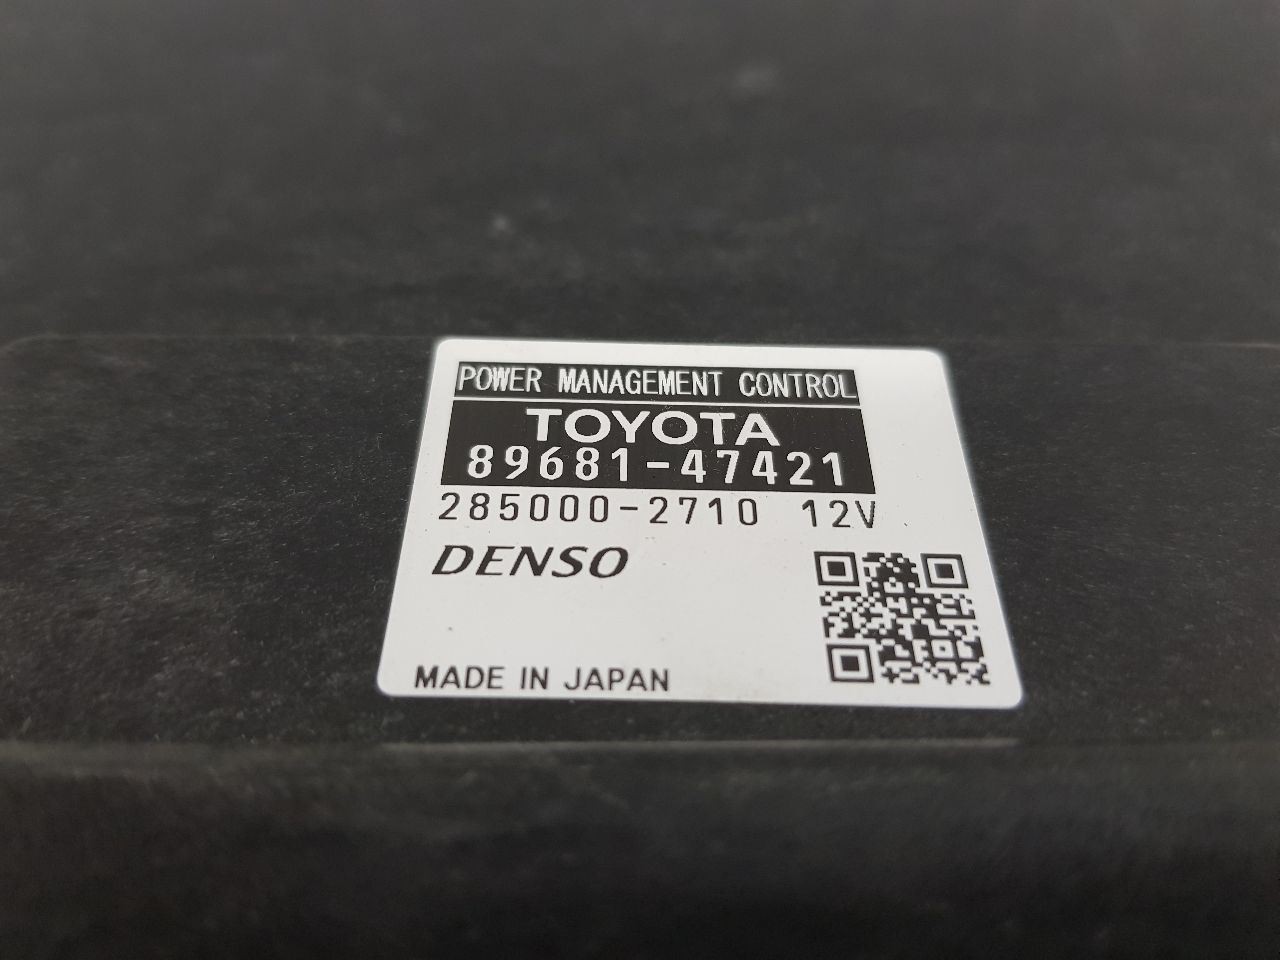 POWER MANAGEMENT CONTROL
TOYOTA
89681-47421
285000-2710 12V
DENSO
MADE IN JAPAN